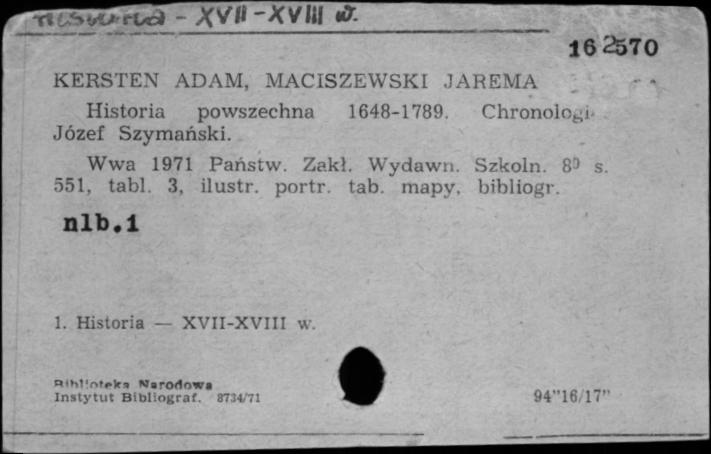 Historia - XVII-XVIII w.
162570
KERSTEN ADAM, MACISZEWSKI JAREMA
Historia powszechna 1648-1789. Chronologi
Józef Szymański.
Wwa 1971 Państw. Zakł. Wydawn. Szkoln. 8⁰ s.
551, tabl. 3, ilustr. portr. tab. mapy, bibliogr.
nlb.1
1. Historia — XVII-XVIII w.
Biblioteka Narodowa
Instytut Bibliograf. 8734/71
94"16/17"